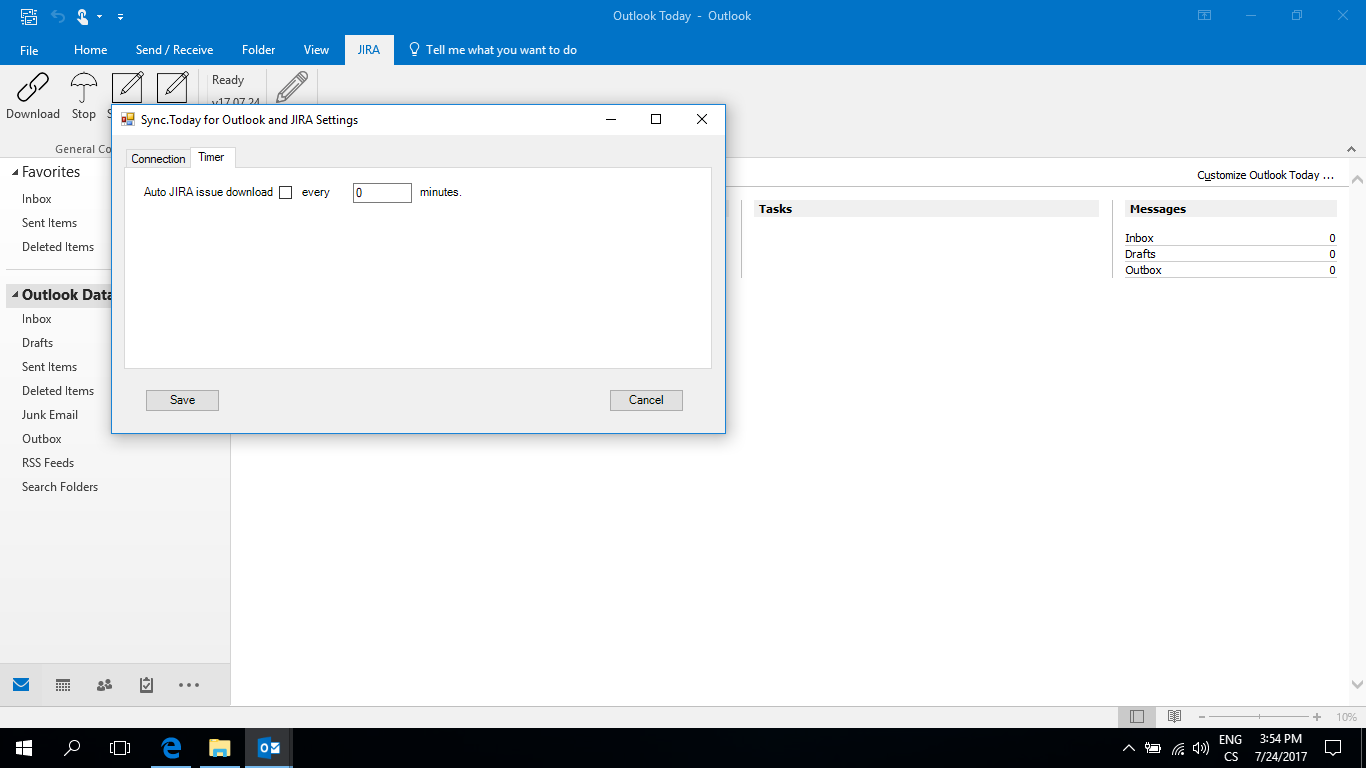 Outlook Today - Outlook
File Home Send / Receive Folder View JIRA Tell me what you want to do
Download Stop
Ready
v17.07.24
General Co
Sync.Today for Outlook and JIRA Settings
Connection Timer
Auto JIRA issue download every 0 minutes.
Save Cancel
Favorites
Inbox
Sent Items
Deleted Items
Outlook Data
Inbox
Drafts
Sent Items
Deleted Items
Junk Email
Outbox
RSS Feeds
Search Folders
Customize Outlook Today ...
Tasks
Messages
Inbox 0
Drafts 0
Outbox 0
10%
ENG
CS
3:54 PM
7/24/2017